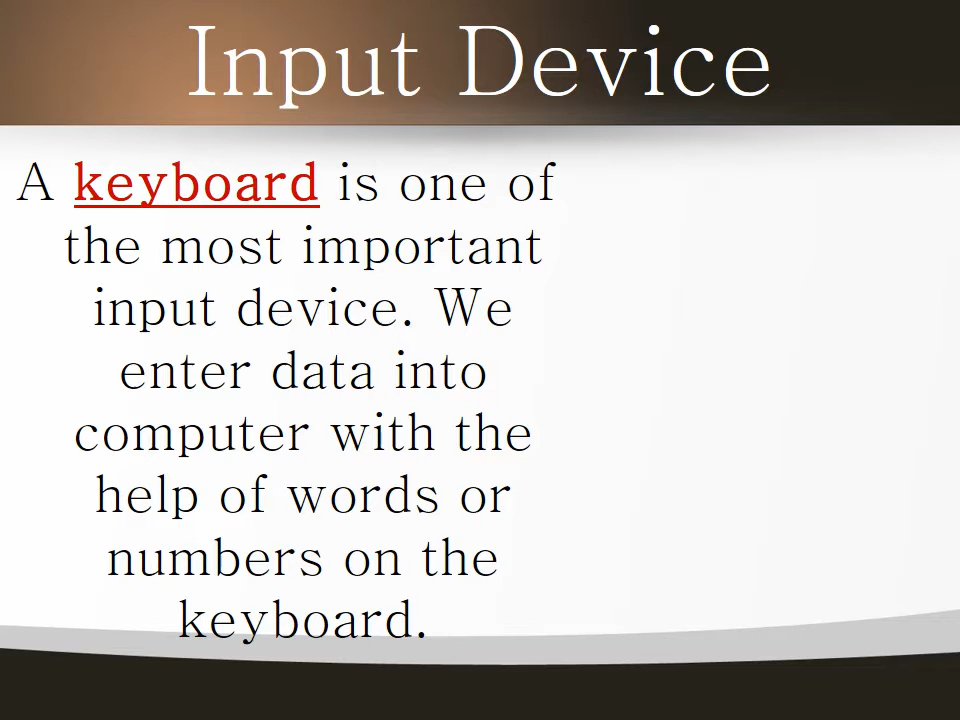 Input Device
A keyboard is one of
the most important
input device. We
enter data into
computer with the
help of words or
numbers on the
keyboard.